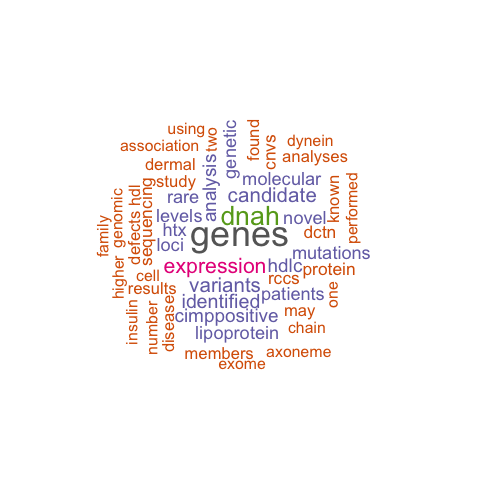 using
two
genetic
found
cnvs
dynein
association
analyses
dermal
analysis
molecular
study
rare
candidate
known
performed
family
genomic
defects
hdl
sequencing
levels
dnah
novel
htx
genes
dctn
loci
mutations
higher
cell
expression
hdlc
protein
results
rccs
variants
one
insulin
number
diseases
identified
patients
cimppositive
may
lipoprotein
chain
members
axoneme
exome